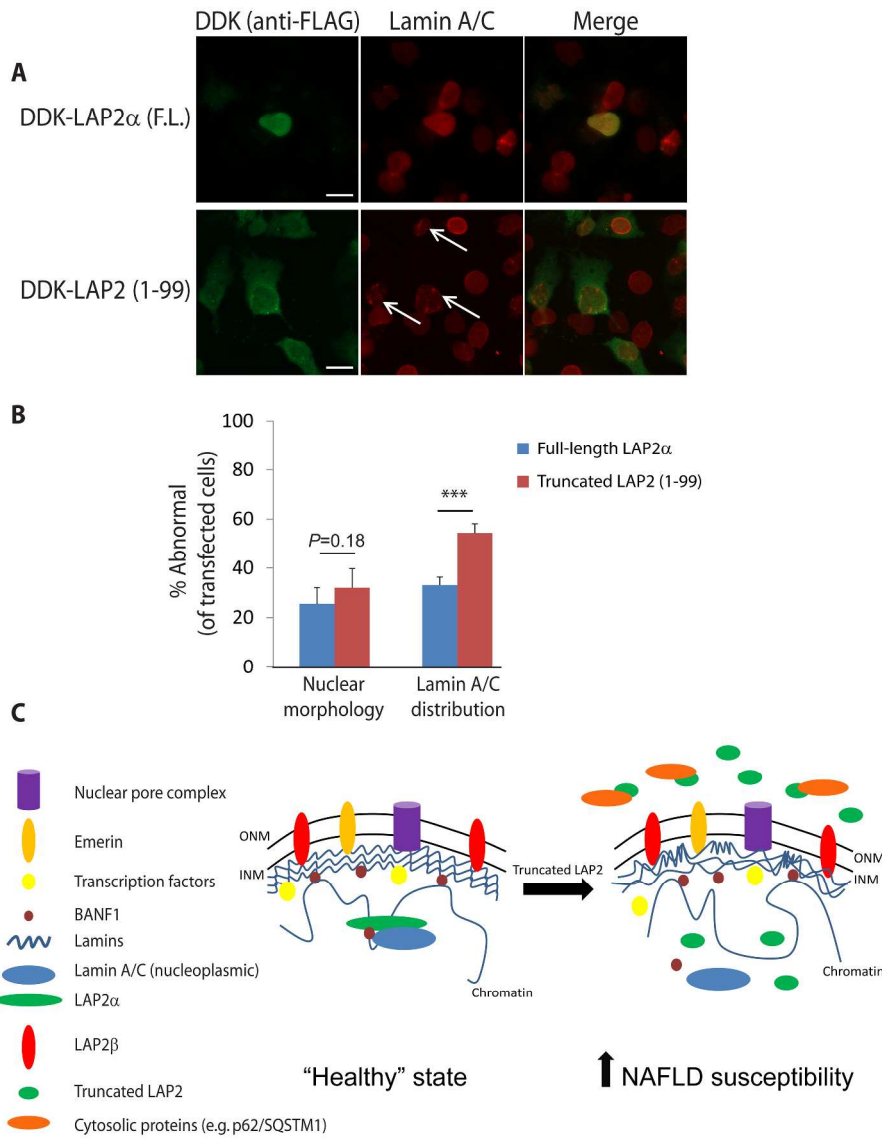 DDK (anti-FLAG) Lamin A/C Merge
A
DDK-LAP2α (F.L.)
DDK-LAP2 (1-99)
B
% Abnormal
(of transfected cells)
100
80
60
40
20
0
P=0.18
***
Full-length LAP2α
Truncated LAP2 (1-99)
Nuclear
morphology
Lamin A/C
distribution
C
Nuclear pore complex
Emerin
Transcription factors
BANF1
Lamins
Lamin A/C (nucleoplasmic)
LAP2α
LAP2β
Truncated LAP2
Cytosolic proteins (e.g. p62/SQSTM1)
ONM
INM
Chromatin
"Healthy" state
Truncated LAP2
ONM
INM
Chromatin
NAFLD susceptibility